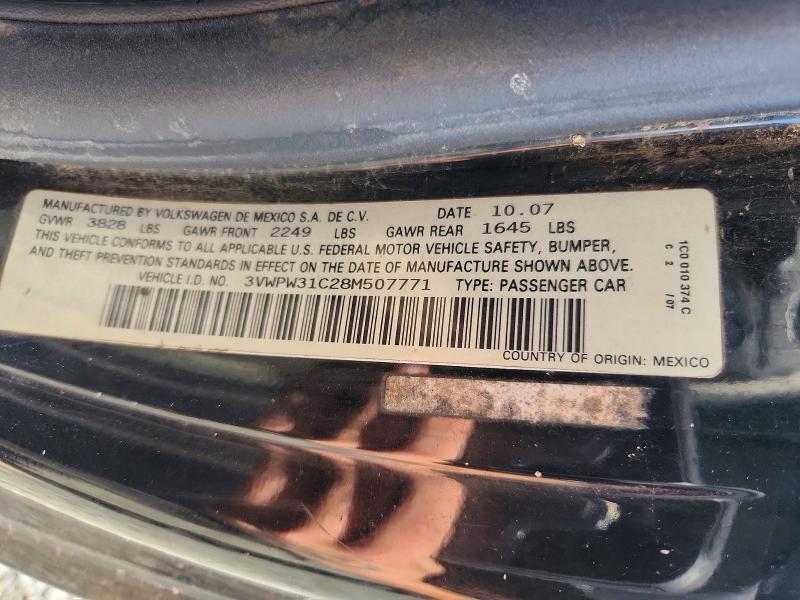 MANUFACTURED BY VOLKSWAGEN DE MEXICO S.A. DE C.V. DATE 10.07
GVWR 3828 LBS GAWR FRONT 2249 LBS GAWR REAR 1645 LBS
THIS VEHICLE CONFORMS TO ALL APPLICABLE U.S. FEDERAL MOTOR VEHICLE SAFETY, BUMPER,
AND THEFT PREVENTION STANDARDS IN EFFECT ON THE DATE OF MANUFACTURE SHOWN ABOVE.
VEHICLE I.D. NO. 3VWPW31C28M507771 TYPE: PASSENGER CAR
COUNTRY OF ORIGIN: MEXICO
1C0 010 374 C
C 2 /07